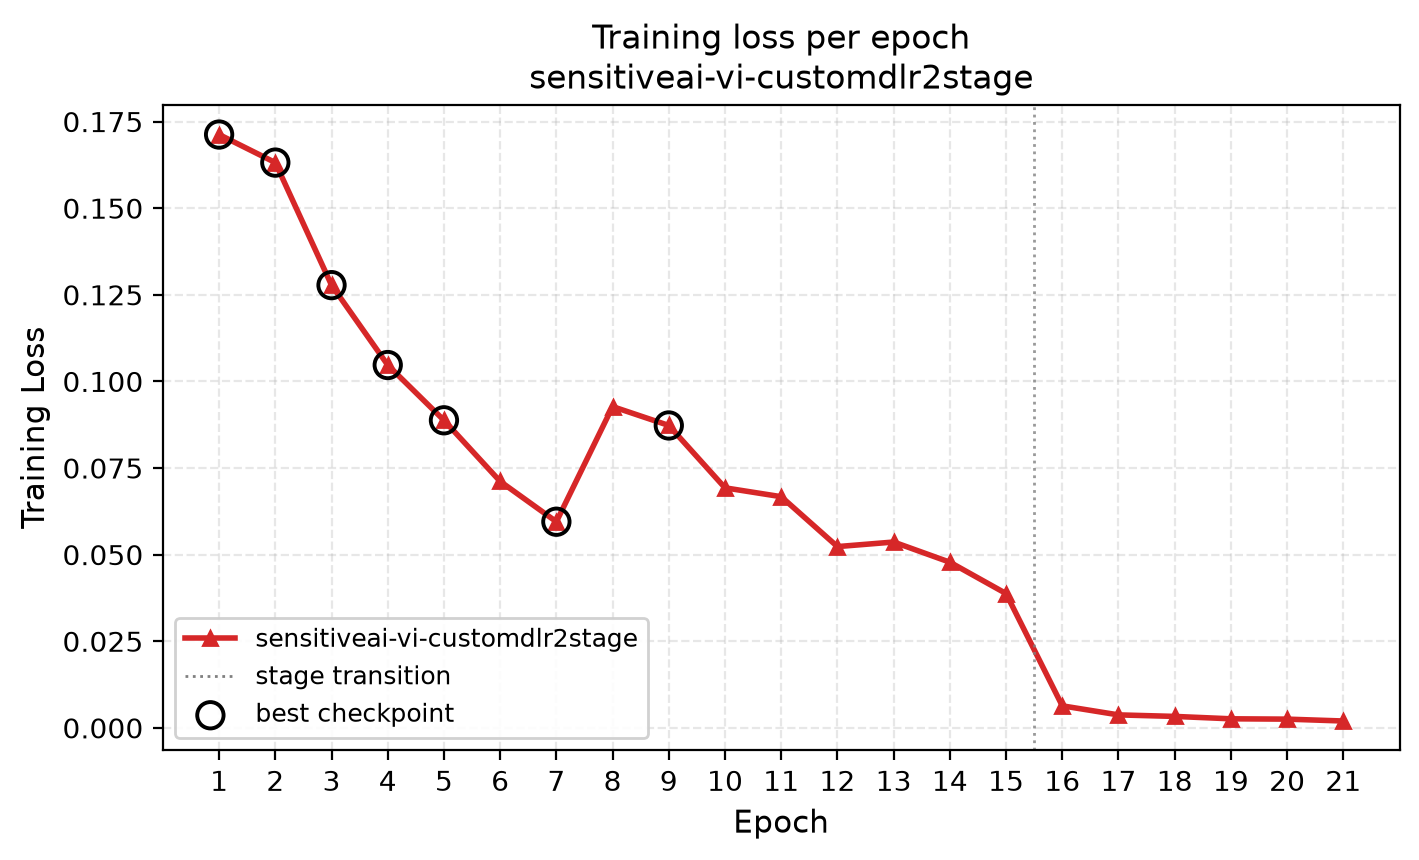 Training loss per epoch
sensitiveai-vi-customdlr2stage
Training Loss
0.175
0.150
0.125
0.100
0.075
0.050
0.025
0.000
sensitiveai-vi-customdlr2stage
stage transition
best checkpoint
1 2 3 4 5 6 7 8 9 10 11 12 13 14 15 16 17 18 19 20 21
Epoch